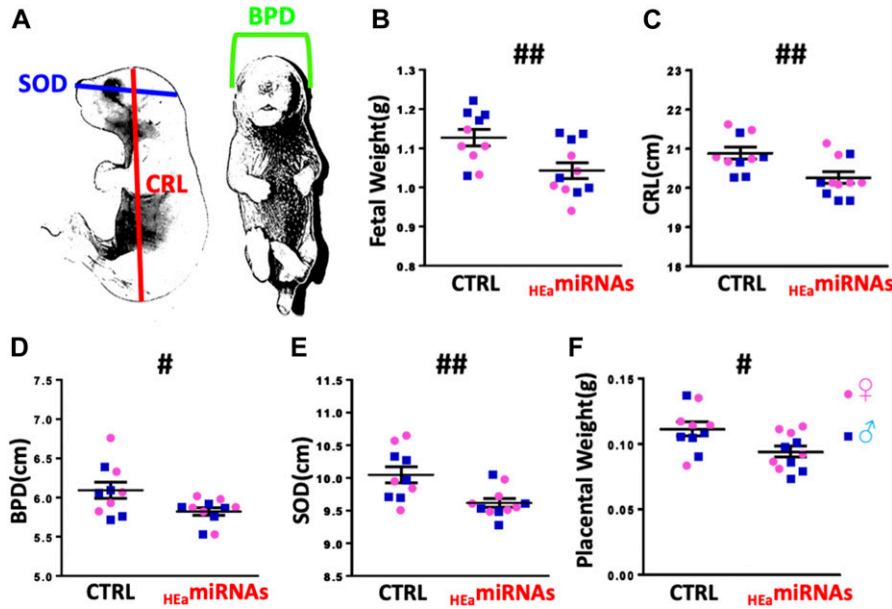 A
BPD
SOD
CRL
B
##
Fetal Weight(g)
1.3
1.2
1.1
1.0
0.9
0.8
CTRL
HEamiRNAs
C
##
CRL(cm)
23
22
21
20
19
18
CTRL
HEamiRNAs
D
#
BPD(cm)
7.5
7.0
6.5
6.0
5.5
5.0
CTRL
HEamiRNAs
E
##
SOD(cm)
11.5
11.0
10.5
10.0
9.5
9.0
8.5
CTRL
HEamiRNAs
F
#
Placental Weight(g)
0.15
0.10
0.05
0.00
CTRL
HEamiRNAs
♀
♂